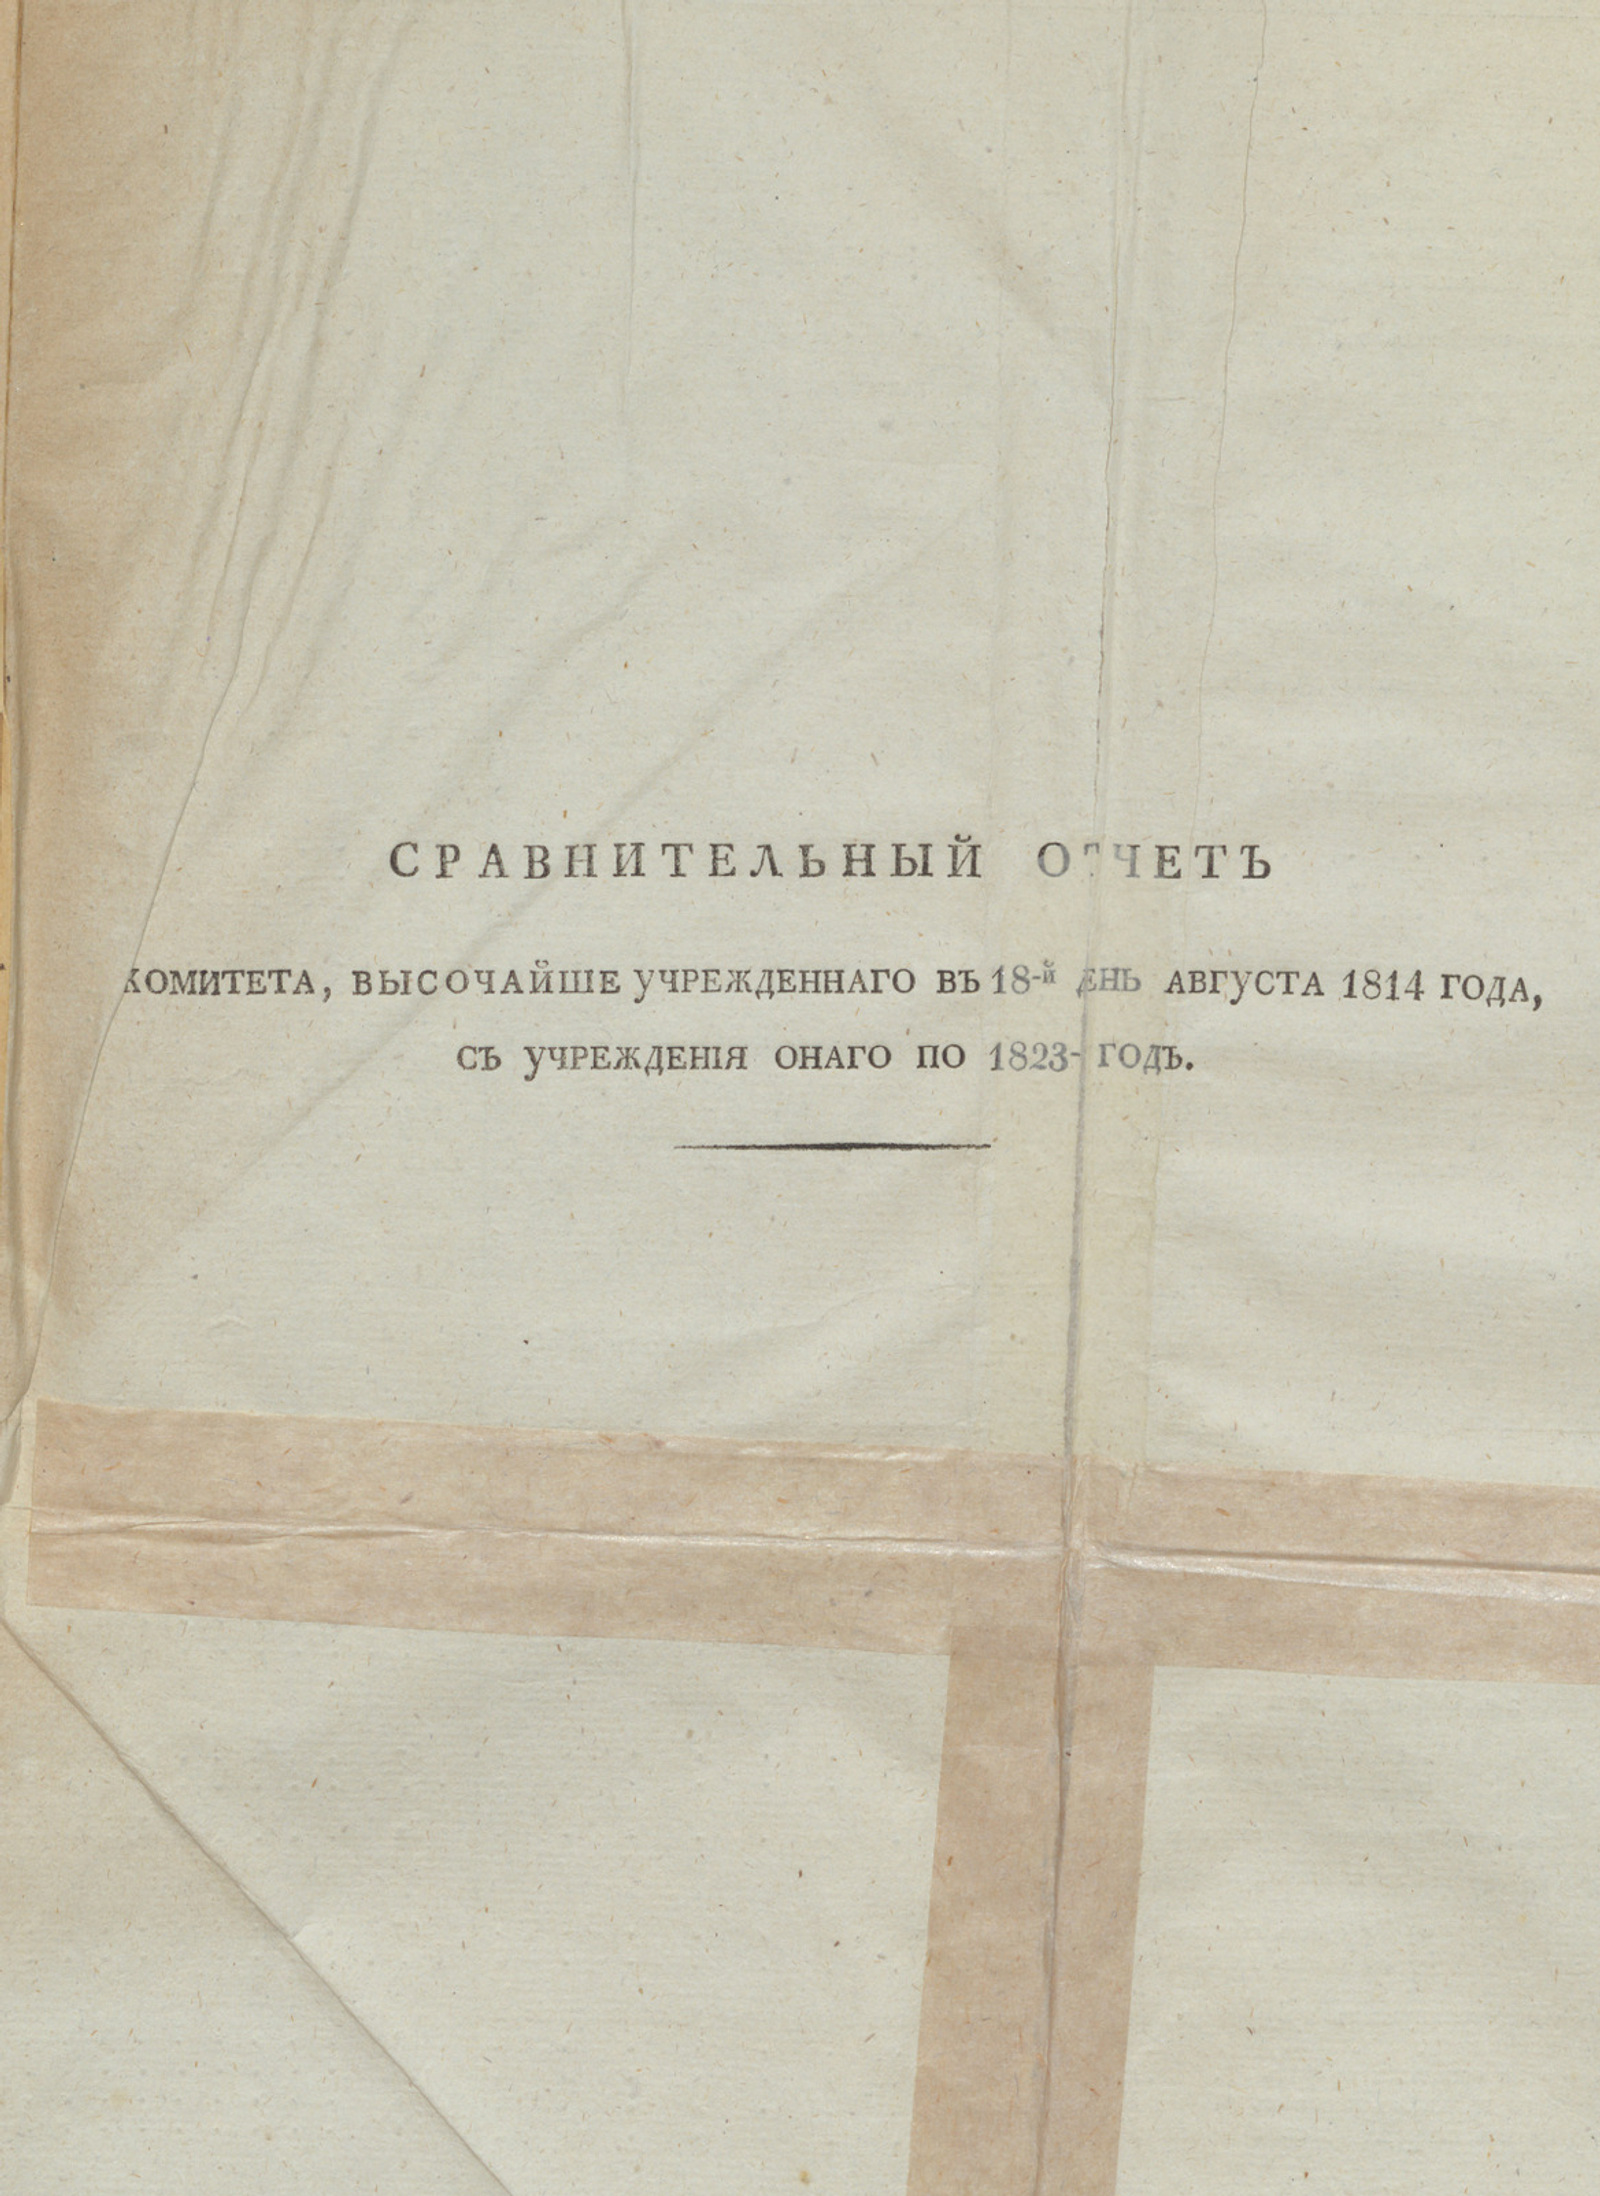 СРАВНИТЕЛЬНЫЙ ОТЧЕТЪ
КОМИТЕТА, ВЫСОЧАЙШЕ УЧРЕЖДЕННАГО ВЪ 18-й ДЕНЬ АВГУСТА 1814 ГОДА,
СЪ УЧРЕЖДЕНІЯ ОНАГО ПО 1823- ГОДЪ.